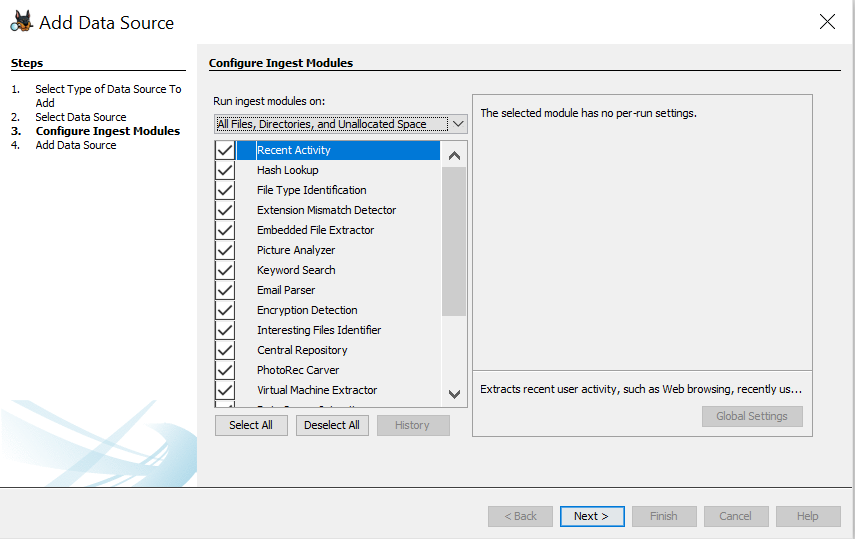 Add Data Source
Steps
1. Select Type of Data Source To
Add
2. Select Data Source
3. Configure Ingest Modules
4. Add Data Source
Configure Ingest Modules
Run ingest modules on:
All Files, Directories, and Unallocated Space
Recent Activity
Hash Lookup
File Type Identification
Extension Mismatch Detector
Embedded File Extractor
Picture Analyzer
Keyword Search
Email Parser
Encryption Detection
Interesting Files Identifier
Central Repository
PhotoRec Carver
Virtual Machine Extractor
Select All
Deselect All
History
The selected module has no per-run settings.
Extracts recent user activity, such as Web browsing, recently us...
Global Settings
< Back
Next >
Finish
Cancel
Help